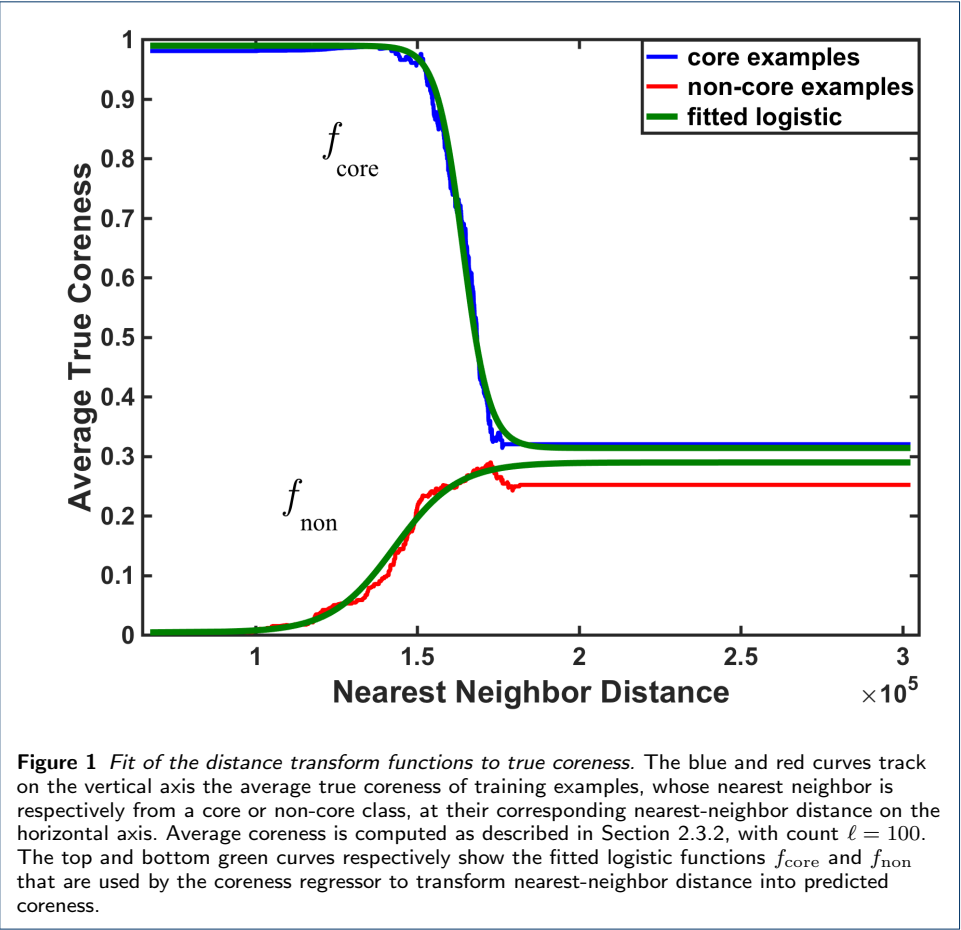 1
0.9
0.8
0.7
0.6
0.5
0.4
0.3
0.2
0.1
0
Average True Coreness
core examples
non-core examples
fitted logistic
f core
f non
1 1.5 2 2.5 3
Nearest Neighbor Distance ×10⁵
Figure 1 Fit of the distance transform functions to true coreness. The blue and red curves track
on the vertical axis the average true coreness of training examples, whose nearest neighbor is
respectively from a core or non-core class, at their corresponding nearest-neighbor distance on the
horizontal axis. Average coreness is computed as described in Section 2.3.2, with count ℓ = 100.
The top and bottom green curves respectively show the fitted logistic functions f core and f non
that are used by the coreness regressor to transform nearest-neighbor distance into predicted
coreness.